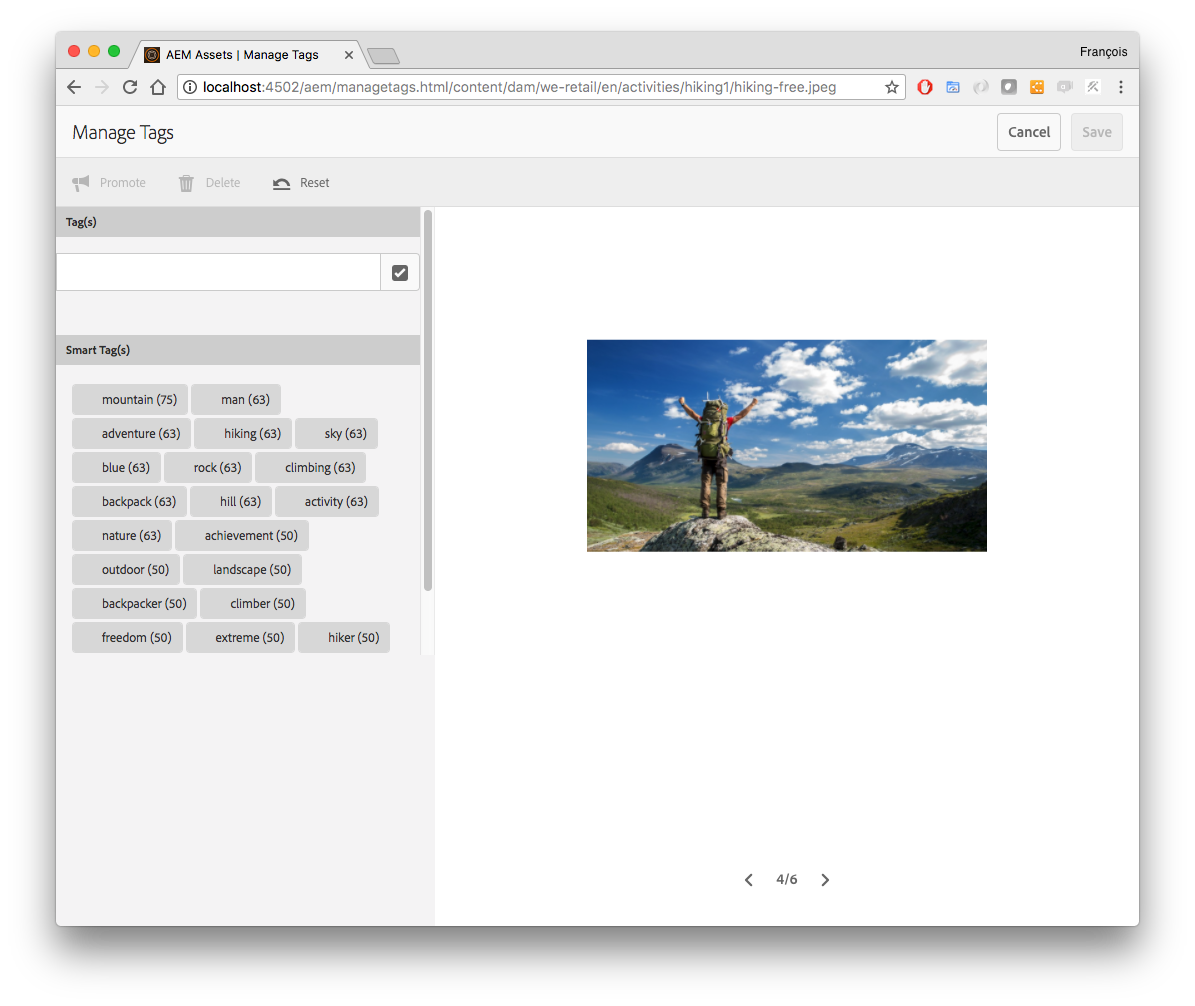 AEM Assets | Manage Tags
François
localhost:4502/aem/managetags.html/content/dam/we-retail/en/activities/hiking1/hiking-free.jpeg
Manage Tags
Cancel Save
Promote Delete Reset
Tag(s)
Smart Tag(s)
mountain (75) man (63)
adventure (63) hiking (63) sky (63)
blue (63) rock (63) climbing (63)
backpack (63) hill (63) activity (63)
nature (63) achievement (50)
outdoor (50) landscape (50)
backpacker (50) climber (50)
freedom (50) extreme (50) hiker (50)
4/6